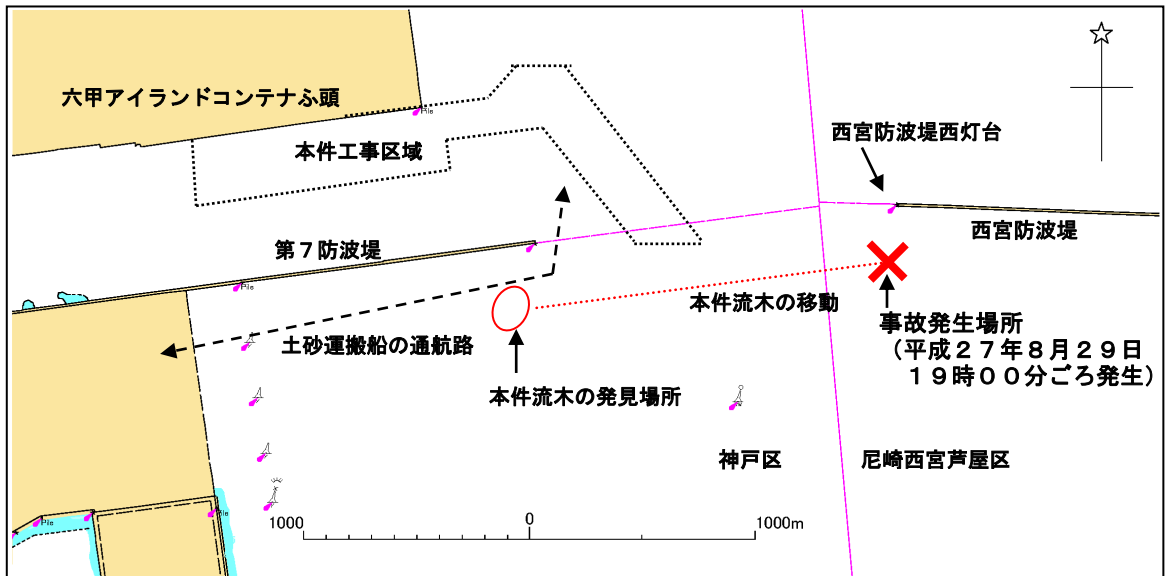 六甲アイランドコンテナふ頭
Pile
本件工事区域
西宮防波堤西灯台
西宮防波堤
第７防波堤
Pile
本件流木の移動
事故発生場所
（平成２７年８月２９日
１９時００分ごろ発生）
土砂運搬船の通航路
本件流木の発見場所
神戸区
尼崎西宮芦屋区
Pile
Pile
1000
0
1000m